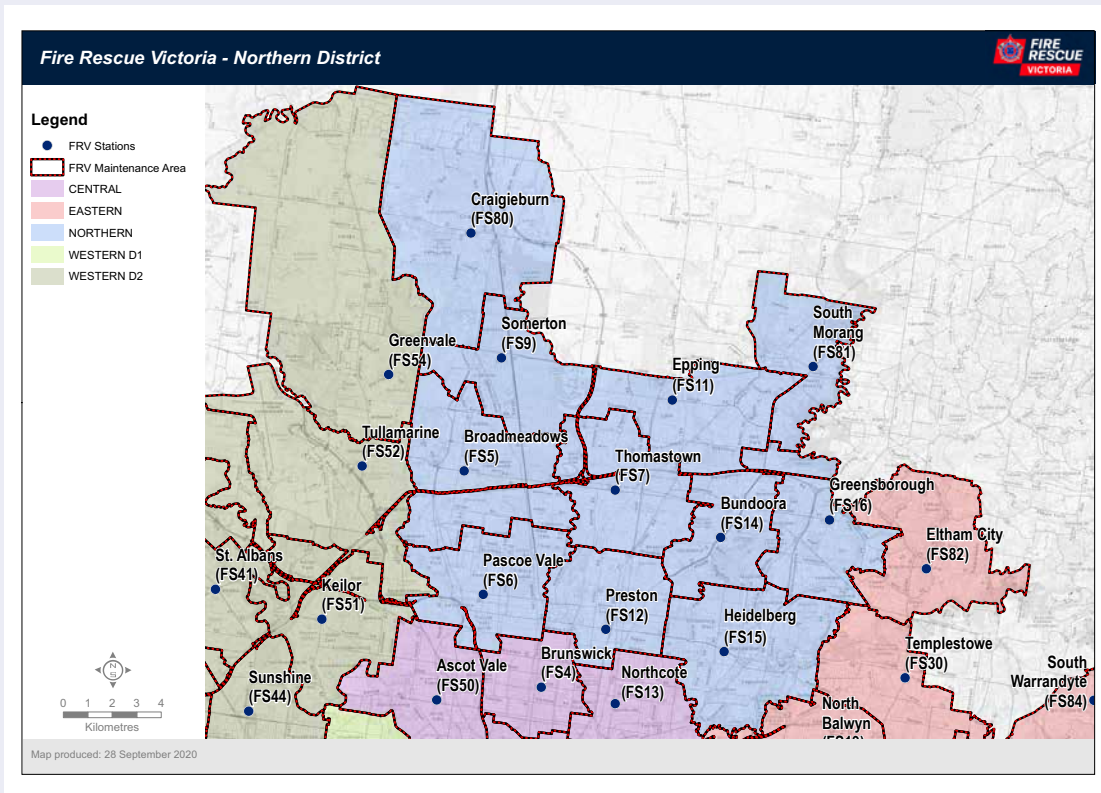 Fire Rescue Victoria - Northern District
FIRE
RESCUE
VICTORIA
Legend
FRV Stations
FRV Maintenance Area
CENTRAL
EASTERN
NORTHERN
WESTERN D1
WESTERN D2
Craigieburn
(FS80)
Somerton
(FS9)
South
Morang
(FS81)
Greenvale
(FS54)
Epping
(FS11)
Tullamarine
(FS52)
Broadmeadows
(FS5)
Thomastown
(FS7)
Greensborough
(FS16)
Bundoora
(FS14)
Eltham City
(FS82)
St. Albans
(FS41)
Pascoe Vale
(FS6)
Keilor
(FS51)
Preston
(FS12)
Heidelberg
(FS15)
Templestowe
(FS30)
Brunswick
(FS4)
Ascot Vale
(FS50)
Northcote
(FS13)
South
Warrandyte
(FS84)
Sunshine
(FS44)
North
Balwyn
N
S
0 1 2 3 4
Kilometres
Map produced: 28 September 2020